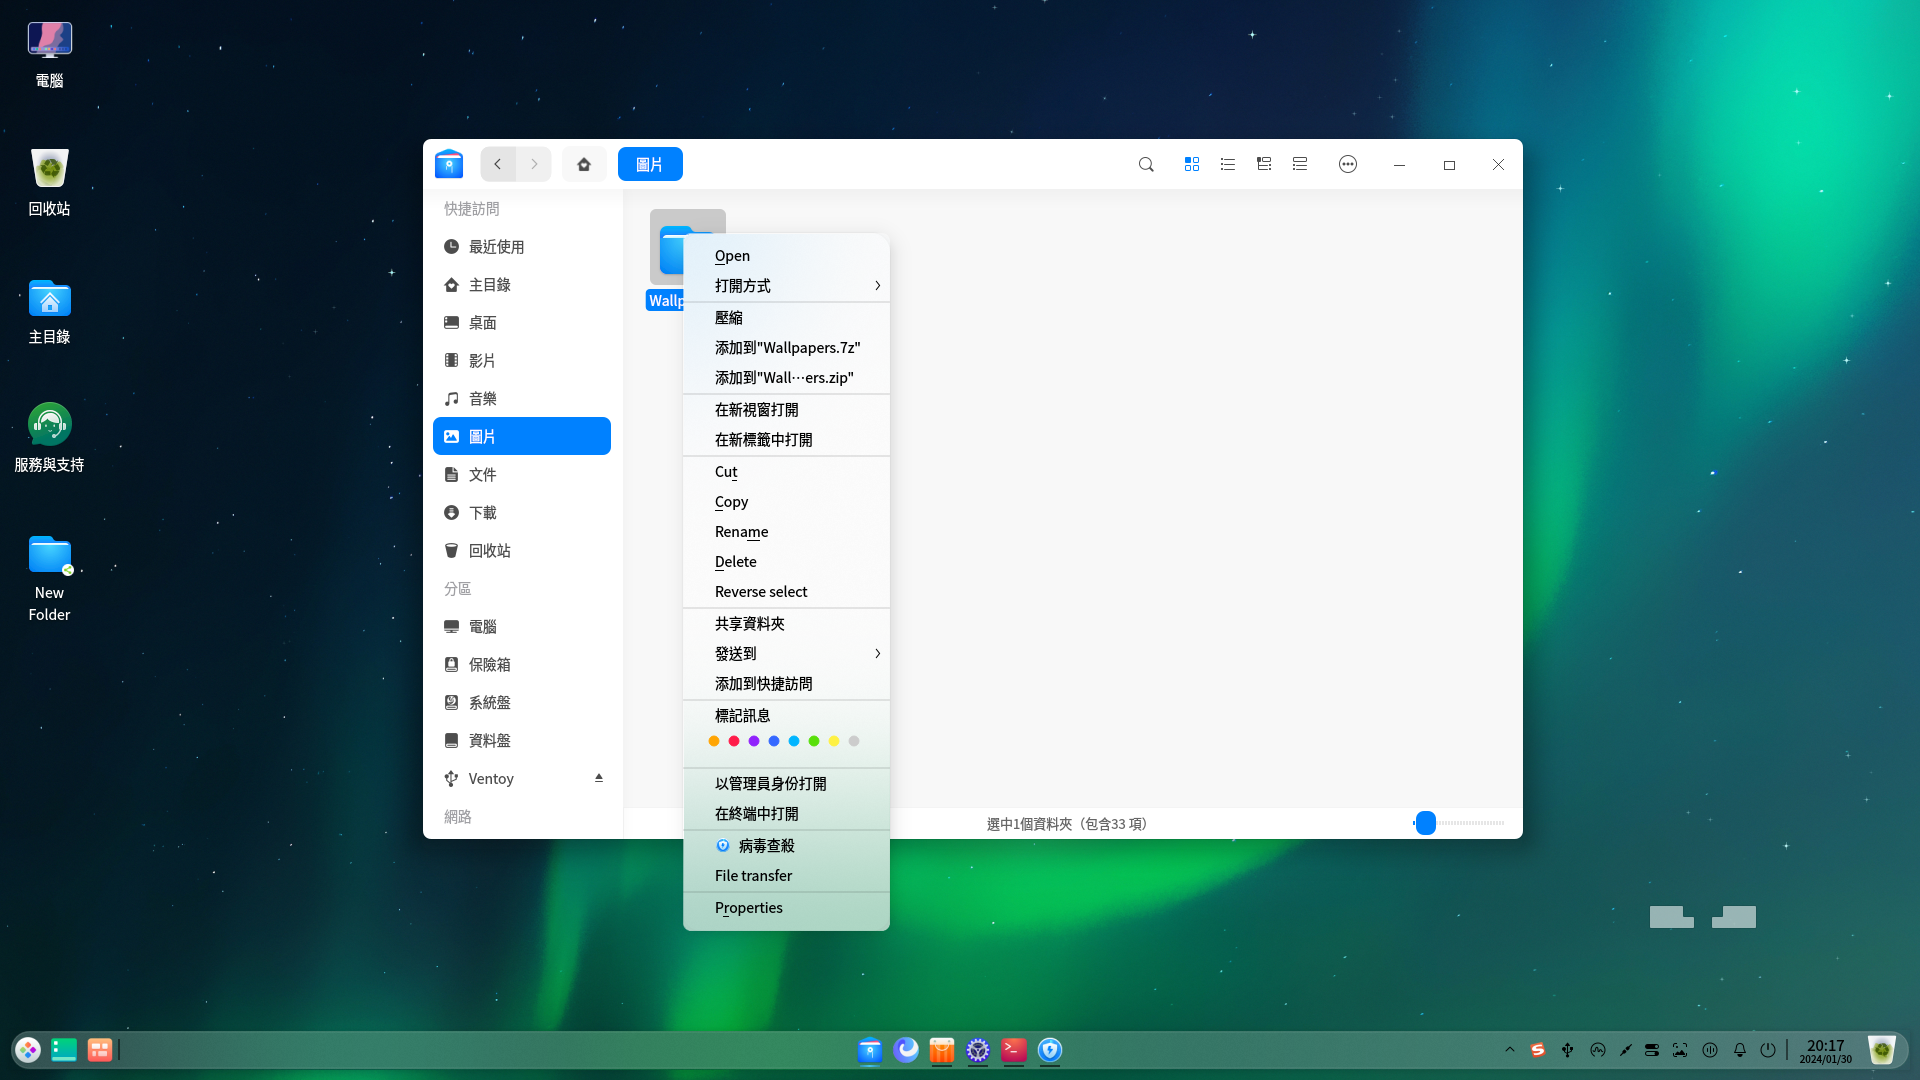 電腦
回收站
主目錄
服務與支持
New
Folder
圖片
快捷訪問
最近使用
主目錄
桌面
影片
音樂
圖片
文件
下載
回收站
分區
電腦
保險箱
系統盤
資料盤
Ventoy
網路
Wallp
Open
打開方式
壓縮
添加到"Wallpapers.7z"
添加到"Wall⋯ers.zip"
在新視窗打開
在新標籤中打開
Cut
Copy
Rename
Delete
Reverse select
共享資料夾
發送到
添加到快捷訪問
標記訊息
以管理員身份打開
在終端中打開
病毒查殺
File transfer
Properties
選中1個資料夾（包含33 項）
20:17
2024/01/30